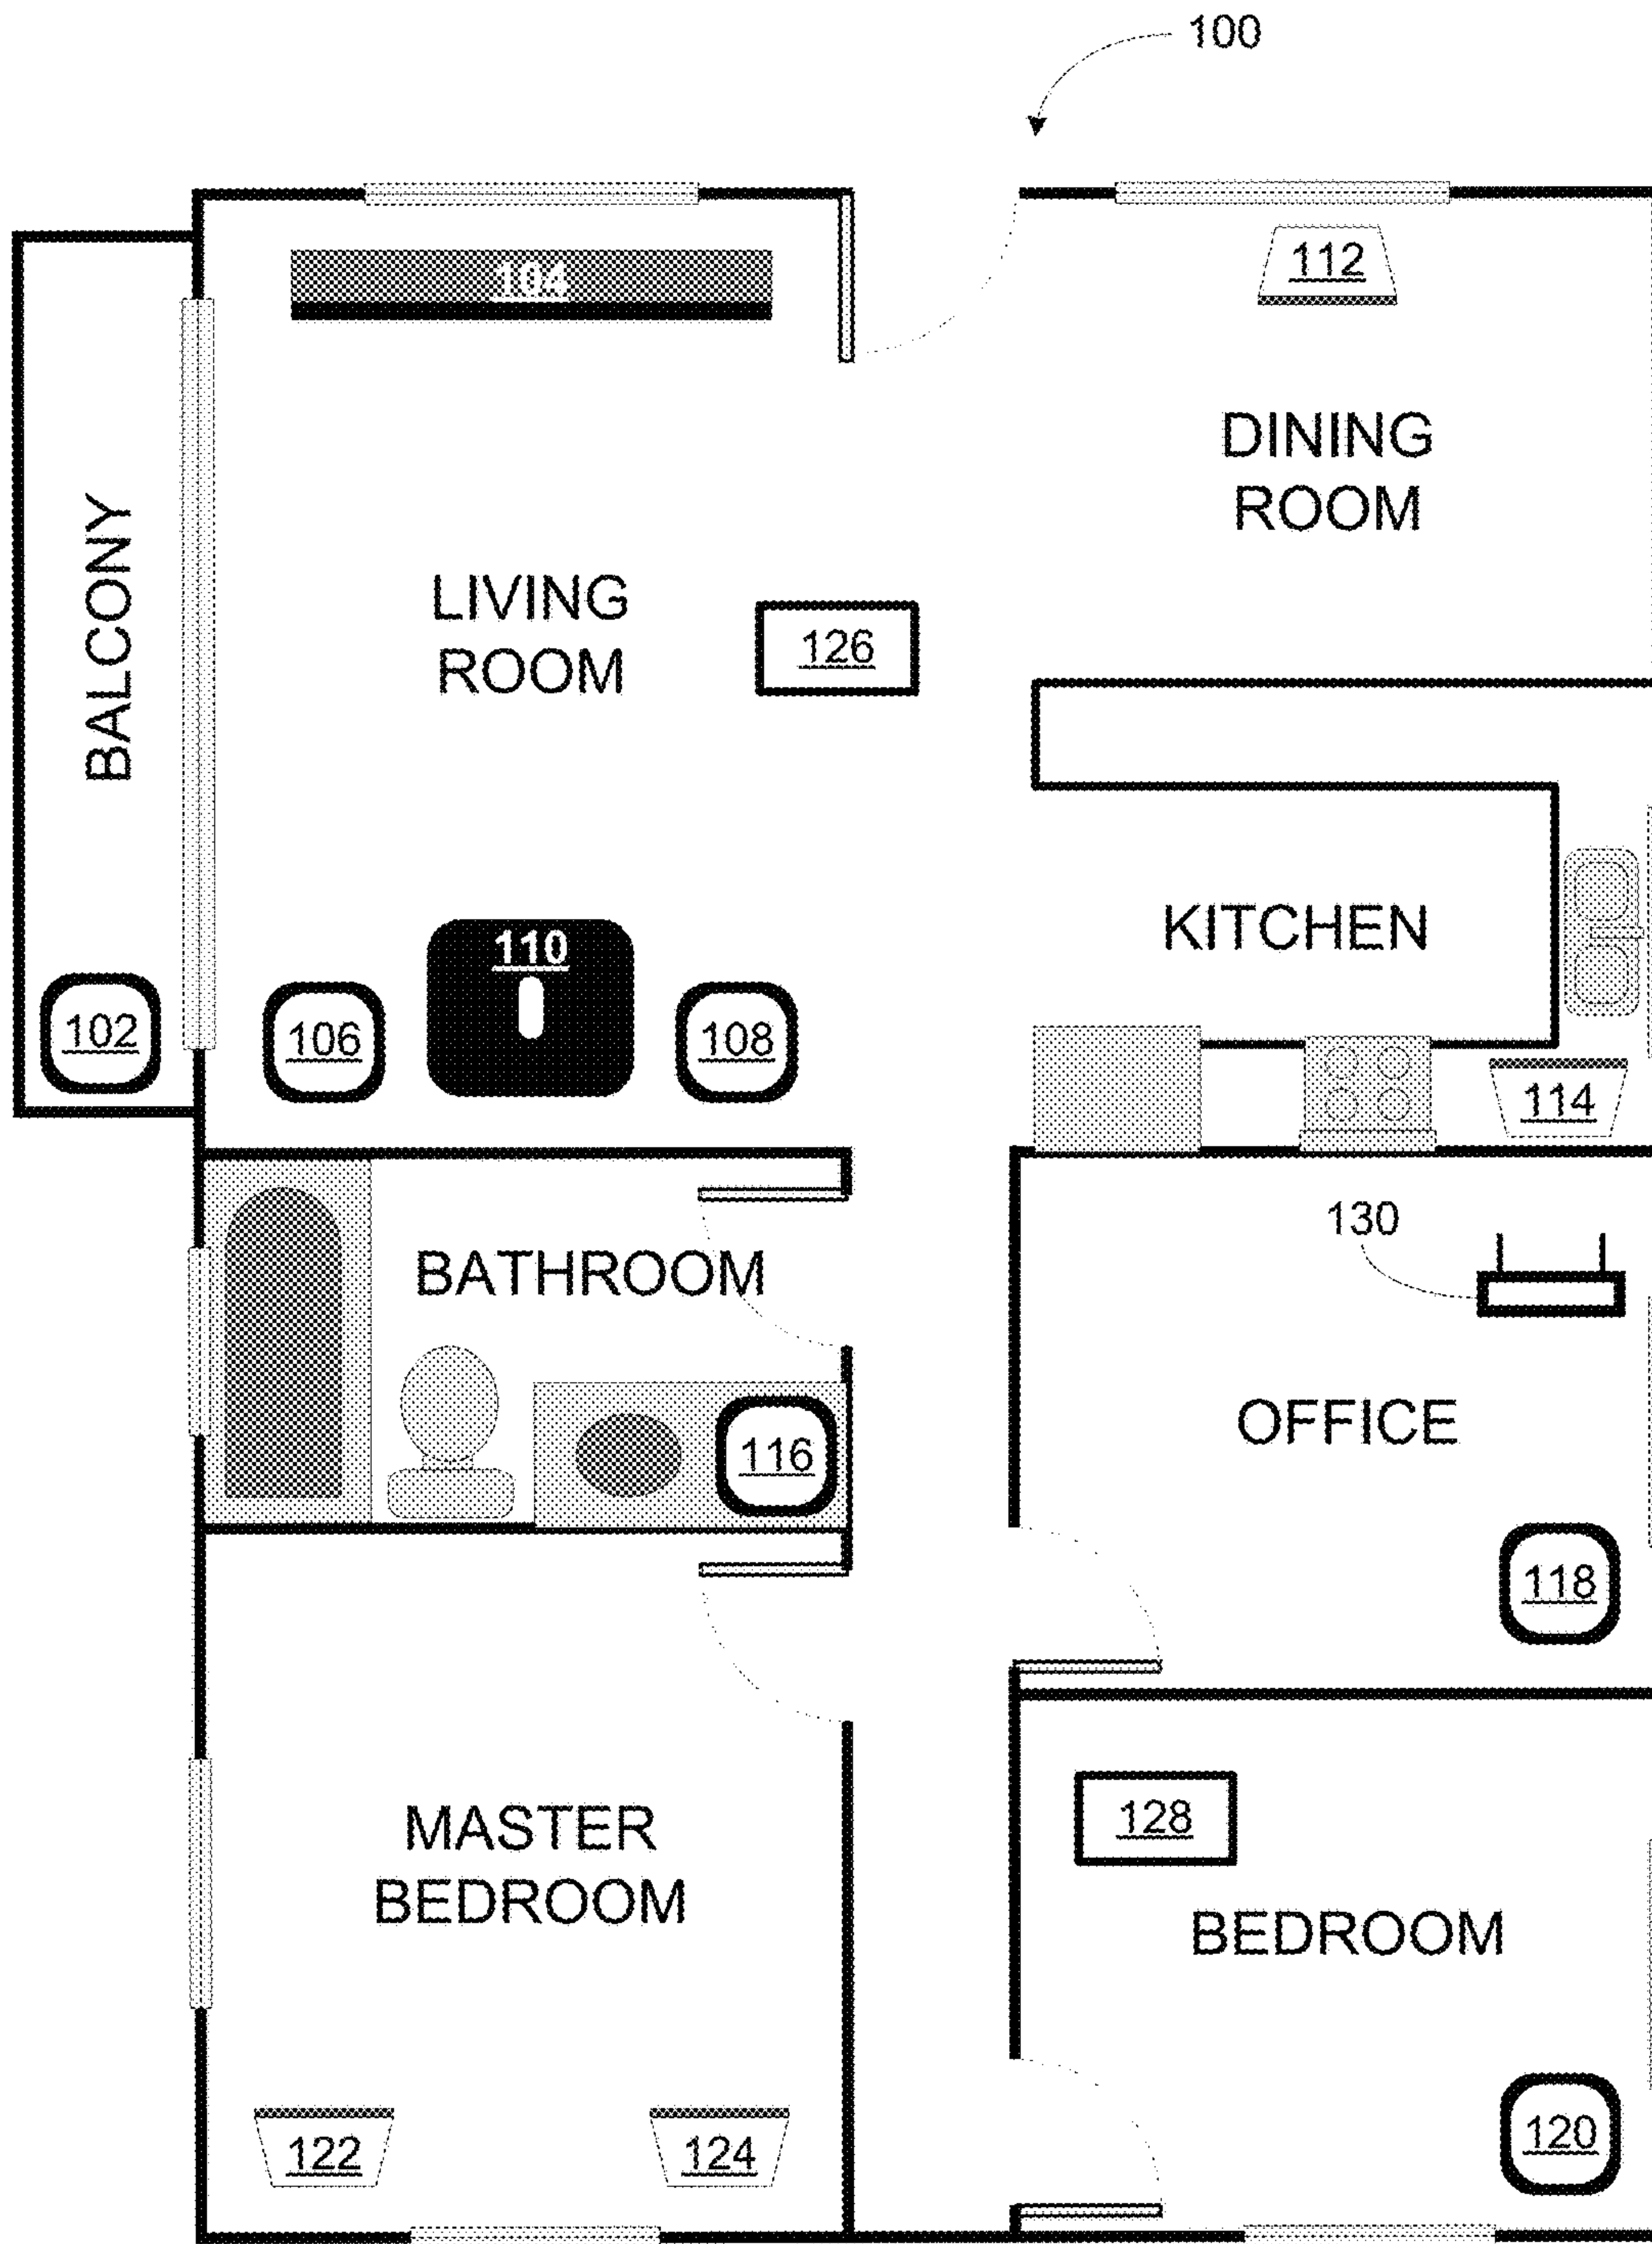 100
104
112
DINING
ROOM
BALCONY
LIVING
ROOM
126
110
KITCHEN
102
106
108
114
130
BATHROOM
OFFICE
116
118
128
MASTER
BEDROOM
BEDROOM
122
124
120